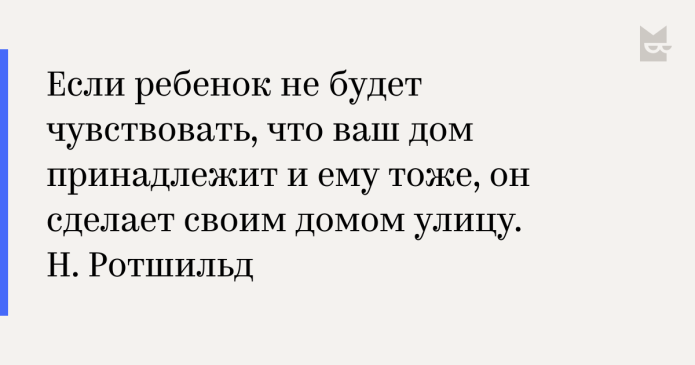 Если ребенок не будет
чувствовать, что ваш дом
принадлежит и ему тоже, он
сделает своим домом улицу.
Н. Ротшильд